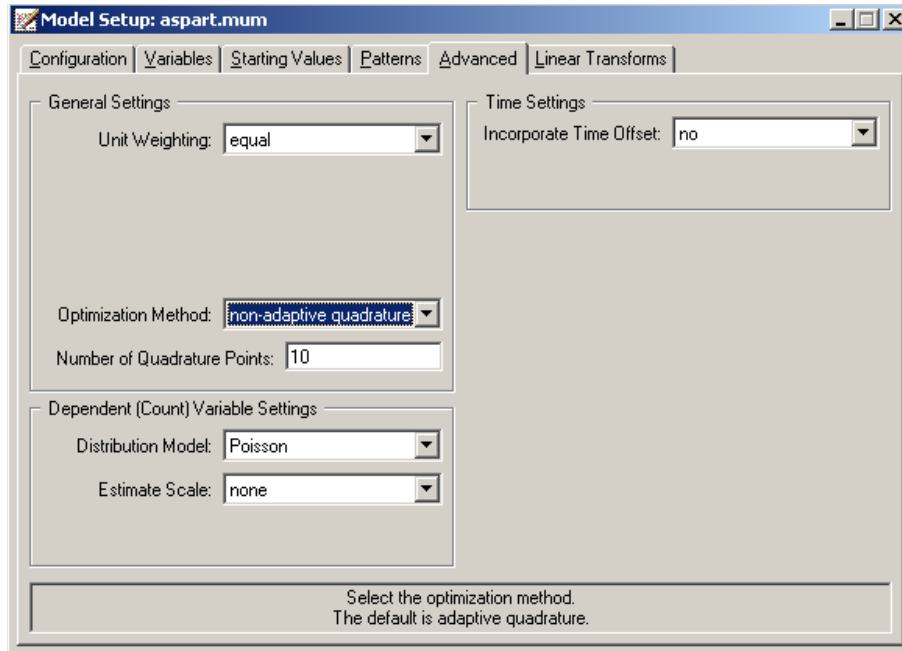 Model Setup: aspart.mum
Configuration Variables Starting Values Patterns Advanced Linear Transforms
General Settings
Unit Weighting: equal
Optimization Method: non-adaptive quadrature
Number of Quadrature Points: 10
Dependent (Count) Variable Settings
Distribution Model: Poisson
Estimate Scale: none
Time Settings
Incorporate Time Offset: no
Select the optimization method.
The default is adaptive quadrature.